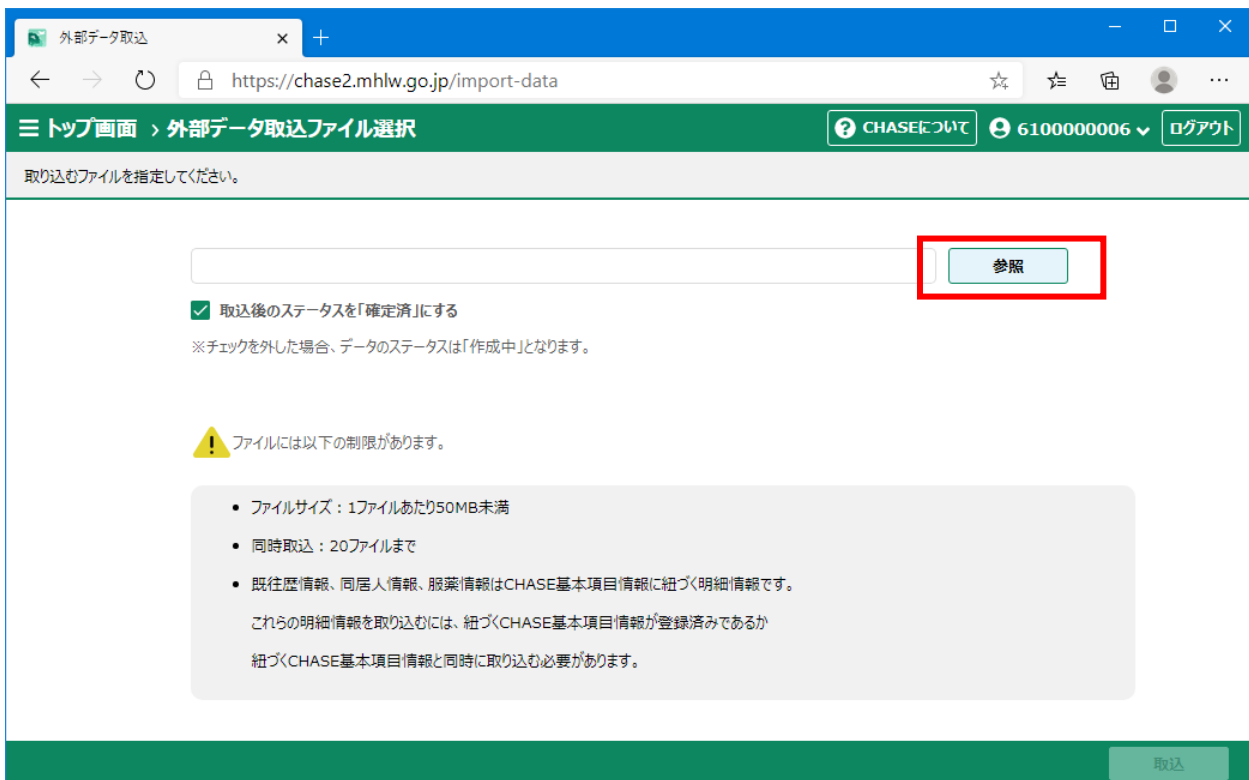 外部データ取込
https://chase2.mhlw.go.jp/import-data
トップ画面 > 外部データ取込ファイル選択
? CHASEについて
6100000006
ログアウト
取り込むファイルを指定してください。
参照
取込後のステータスを「確定済」にする
※チェックを外した場合、データのステータスは「作成中」となります。
ファイルには以下の制限があります。
• ファイルサイズ：1ファイルあたり50MB未満
• 同時取込：20ファイルまで
• 既往歴情報、同居人情報、服薬情報はCHASE基本項目情報に紐づく明細情報です。
これらの明細情報を取り込むには、紐づくCHASE基本項目情報が登録済みであるか
紐づくCHASE基本項目情報と同時に取り込む必要があります。
取込